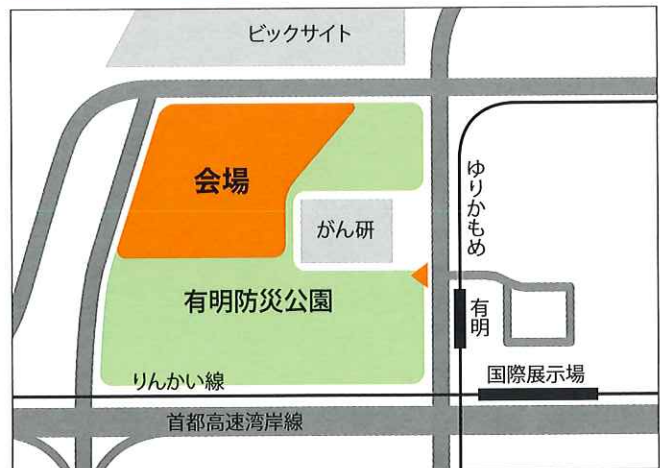 ビックサイト
会場
がん研
ゆりかもめ
有明防災公園
有明
国際展示場
りんかい線
首都高速湾岸線